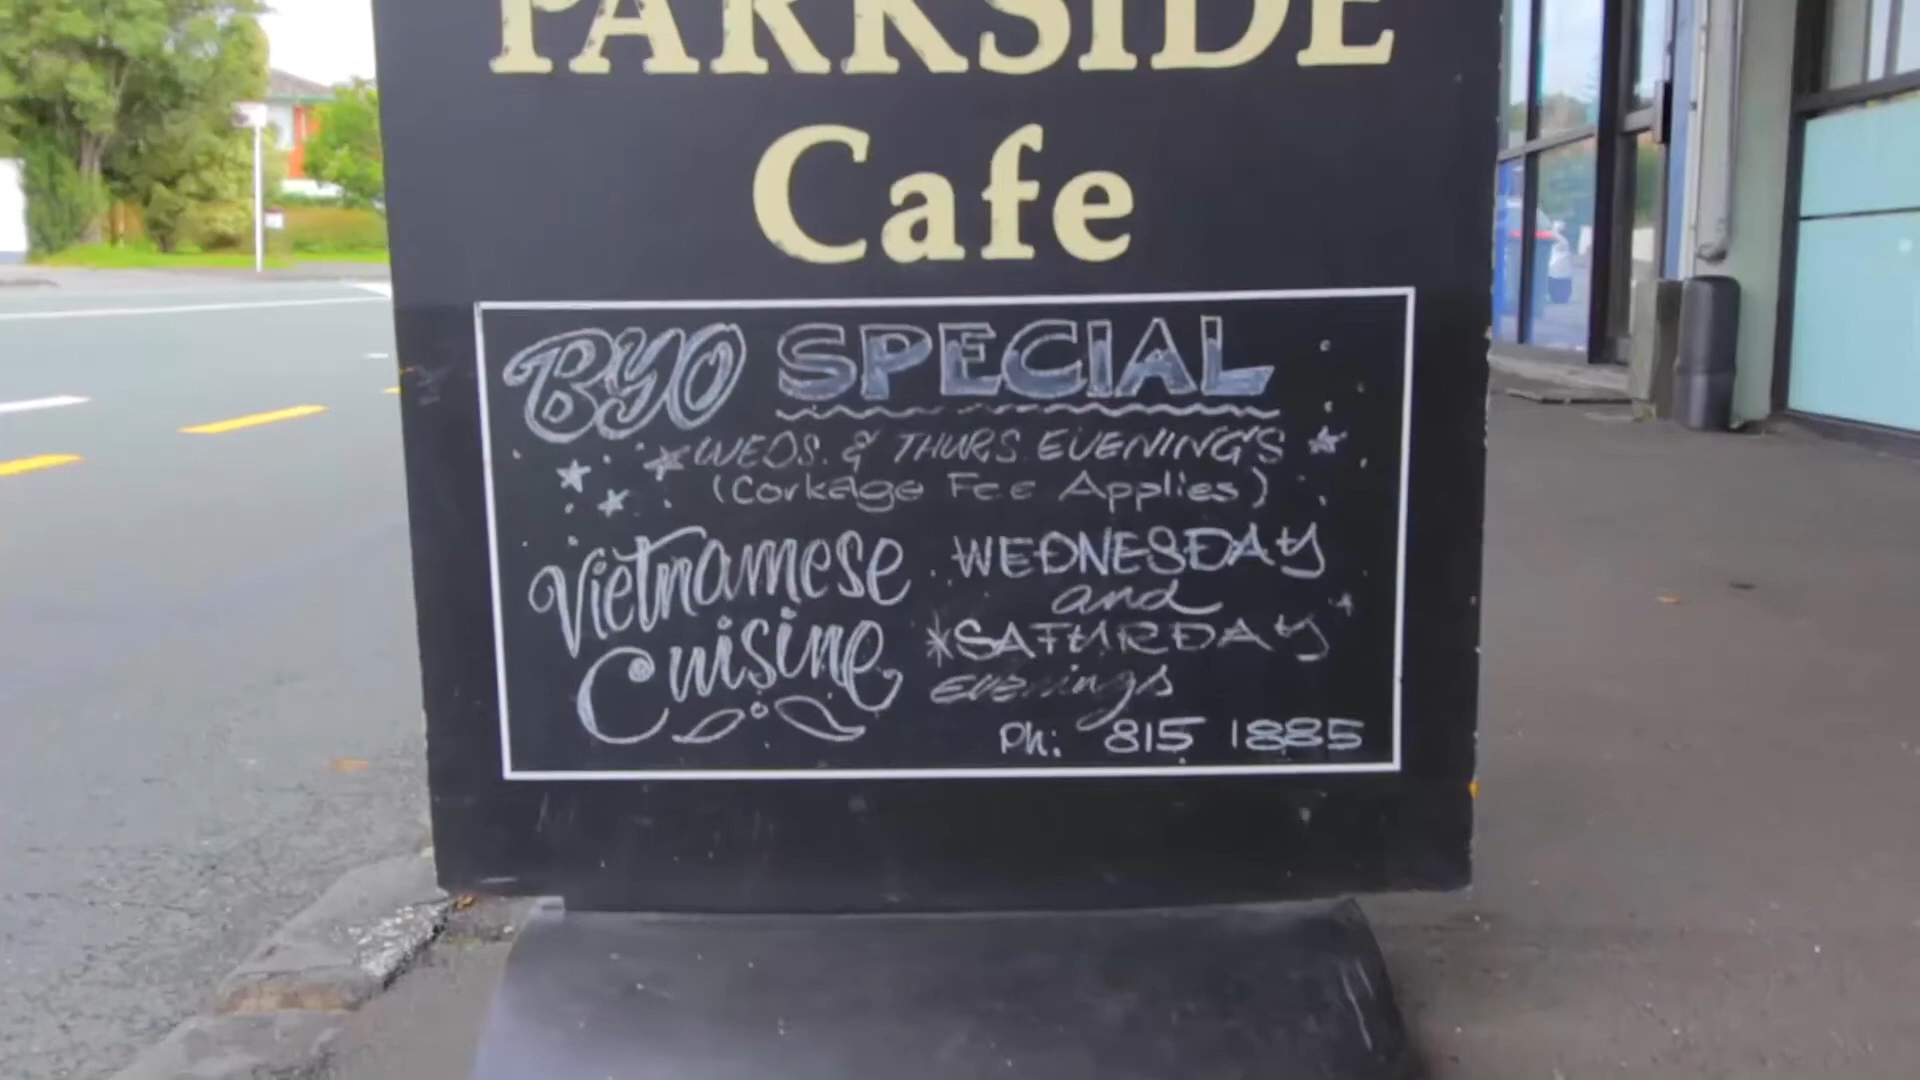 PARKSIDE
Cafe
BYO SPECIAL
WEDS. & THURS. EVENING'S
(Corkage Fee Applies)
Vietnamese Cuisine
WEDNESDAY
and
*SATURDAY
evenings
Ph: 815 1885